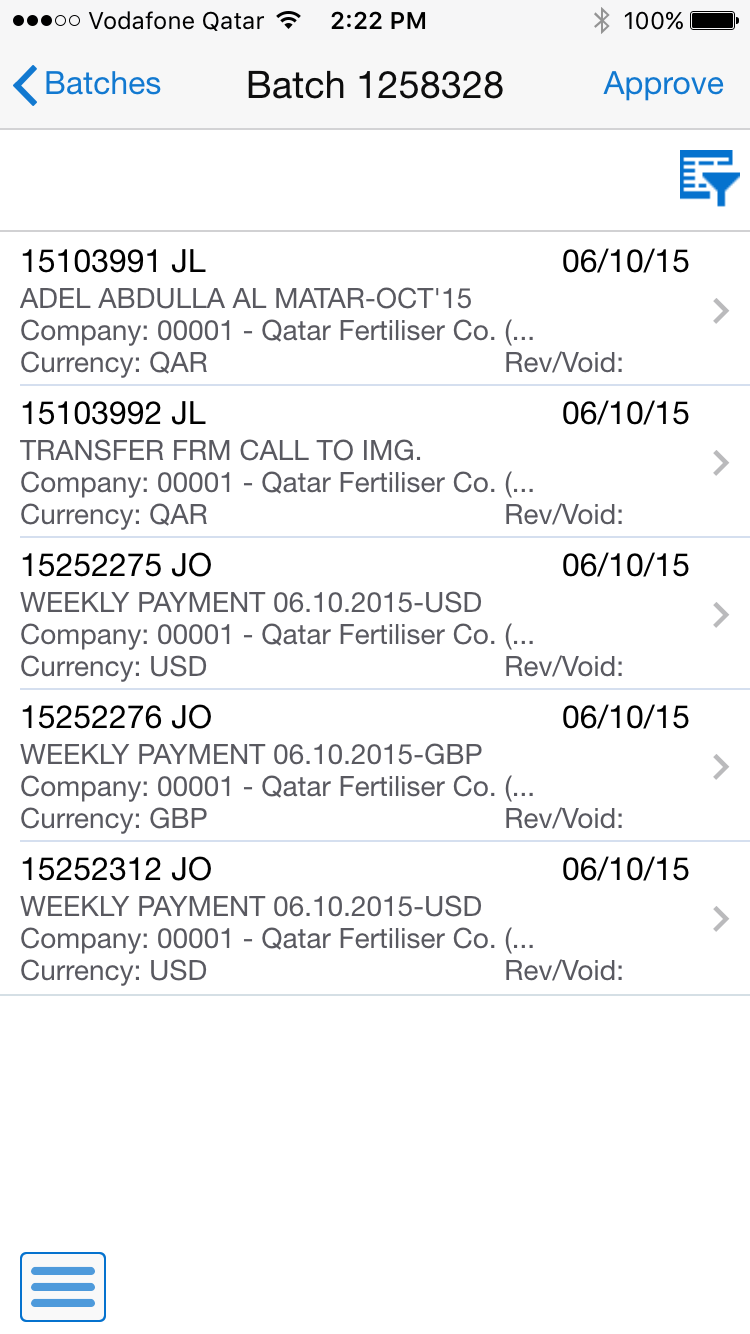 Vodafone Qatar 2:22 PM 100%
Batches Batch 1258328 Approve
15103991 JL 06/10/15
ADEL ABDULLA AL MATAR-OCT'15
Company: 00001 - Qatar Fertiliser Co. (...
Currency: QAR Rev/Void:
15103992 JL 06/10/15
TRANSFER FRM CALL TO IMG.
Company: 00001 - Qatar Fertiliser Co. (...
Currency: QAR Rev/Void:
15252275 JO 06/10/15
WEEKLY PAYMENT 06.10.2015-USD
Company: 00001 - Qatar Fertiliser Co. (...
Currency: USD Rev/Void:
15252276 JO 06/10/15
WEEKLY PAYMENT 06.10.2015-GBP
Company: 00001 - Qatar Fertiliser Co. (...
Currency: GBP Rev/Void:
15252312 JO 06/10/15
WEEKLY PAYMENT 06.10.2015-USD
Company: 00001 - Qatar Fertiliser Co. (...
Currency: USD Rev/Void: